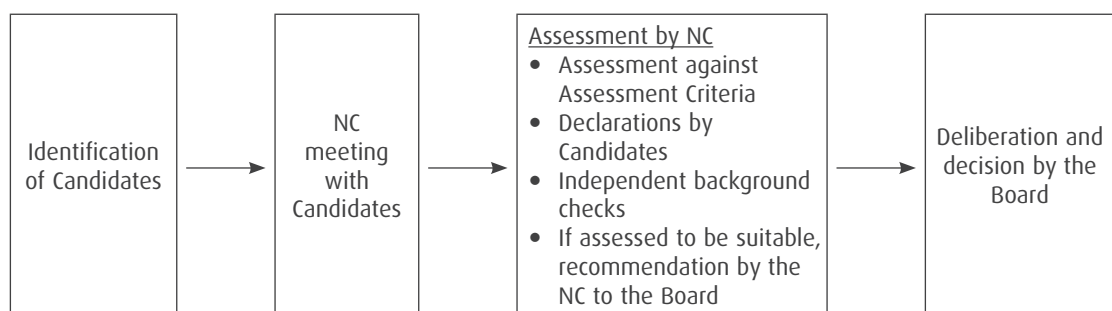 Identification
of Candidates
NC
meeting
with
Candidates
Assessment by NC
• Assessment against
Assessment Criteria
• Declarations by
Candidates
• Independent background
checks
• If assessed to be suitable,
recommendation by the
NC to the Board
Deliberation and
decision by the
Board